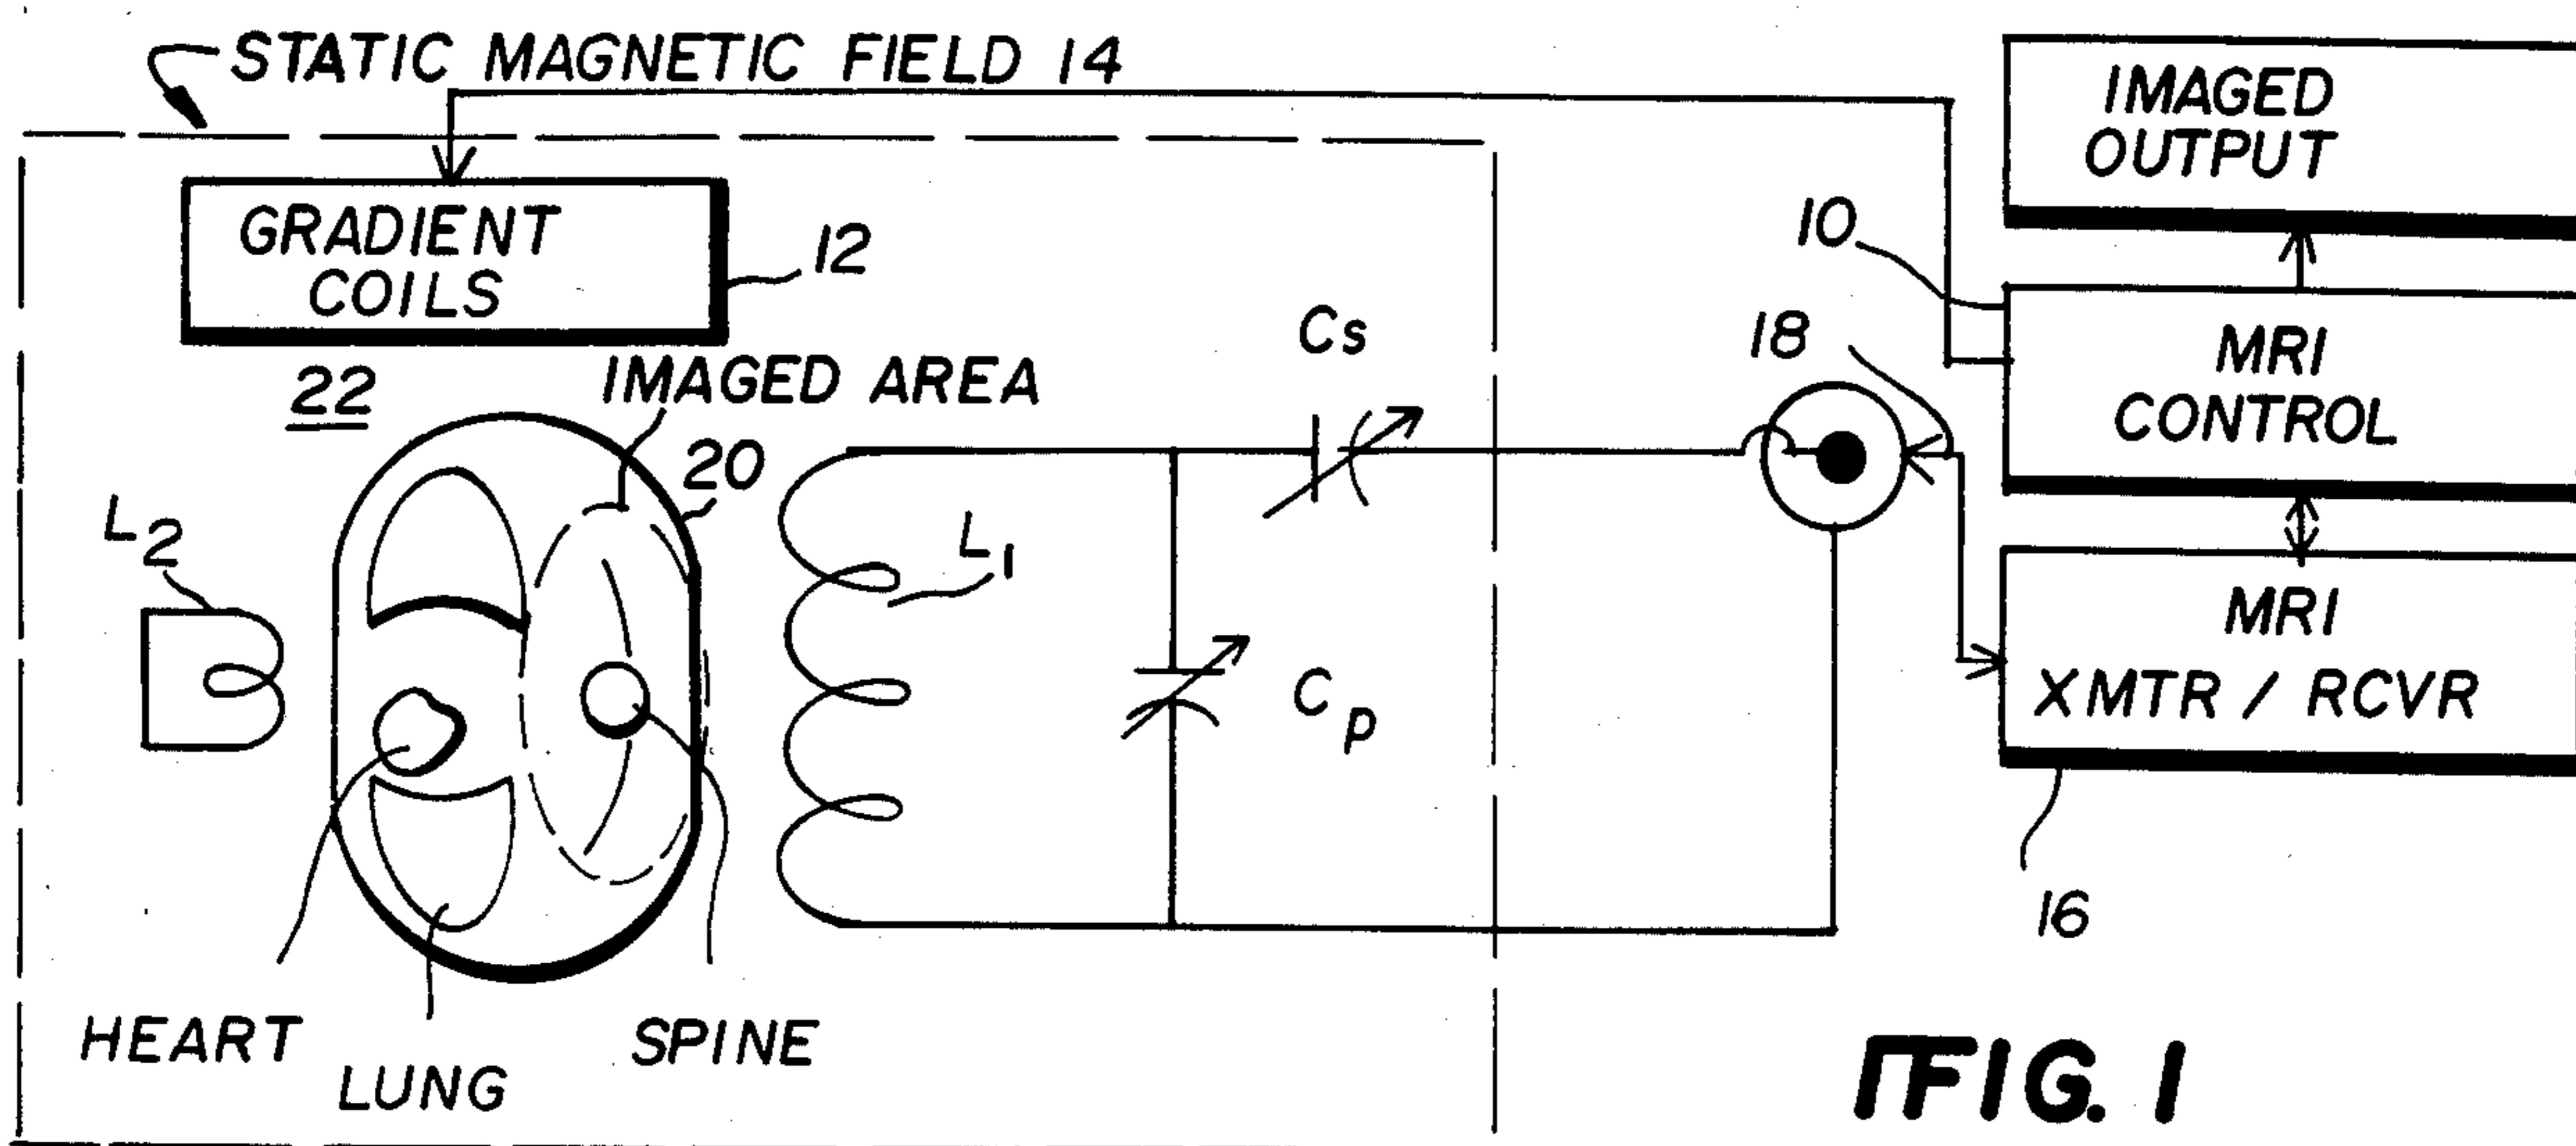 STATIC MAGNETIC FIELD 14
IMAGED
OUTPUT
GRADIENT
COILS
12
10
MRI
CONTROL
18
Cs
22
IMAGED AREA
20
L2
L1
Cp
MRI
XMTR / RCVR
16
HEART
LUNG
SPINE
FIG. 1